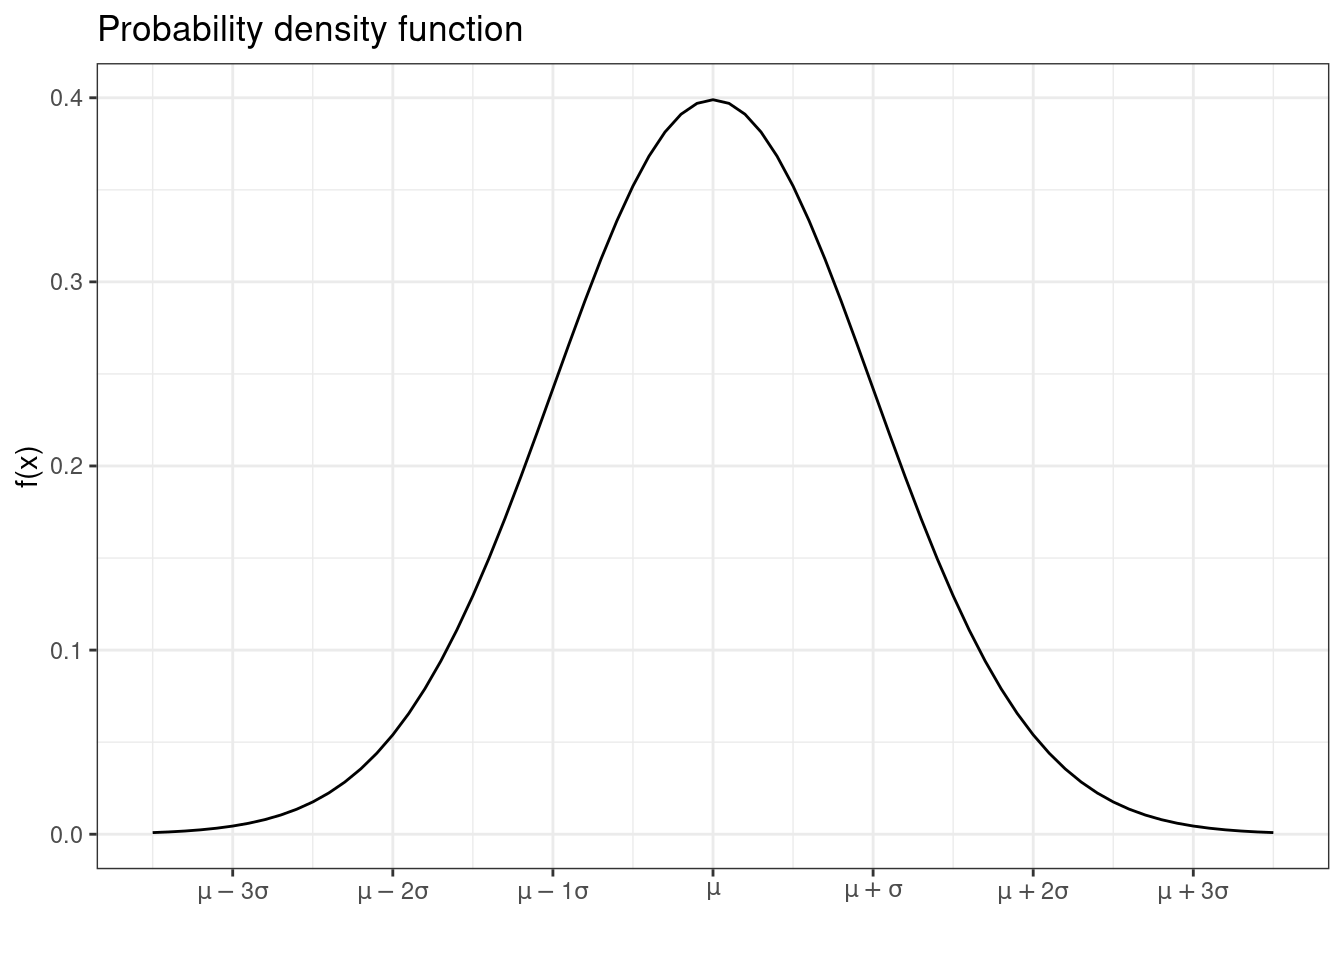 Probability density function
f(x)
0.4
0.3
0.2
0.1
0.0
μ − 3σ
μ − 2σ
μ − 1σ
μ
μ + σ
μ + 2σ
μ + 3σ